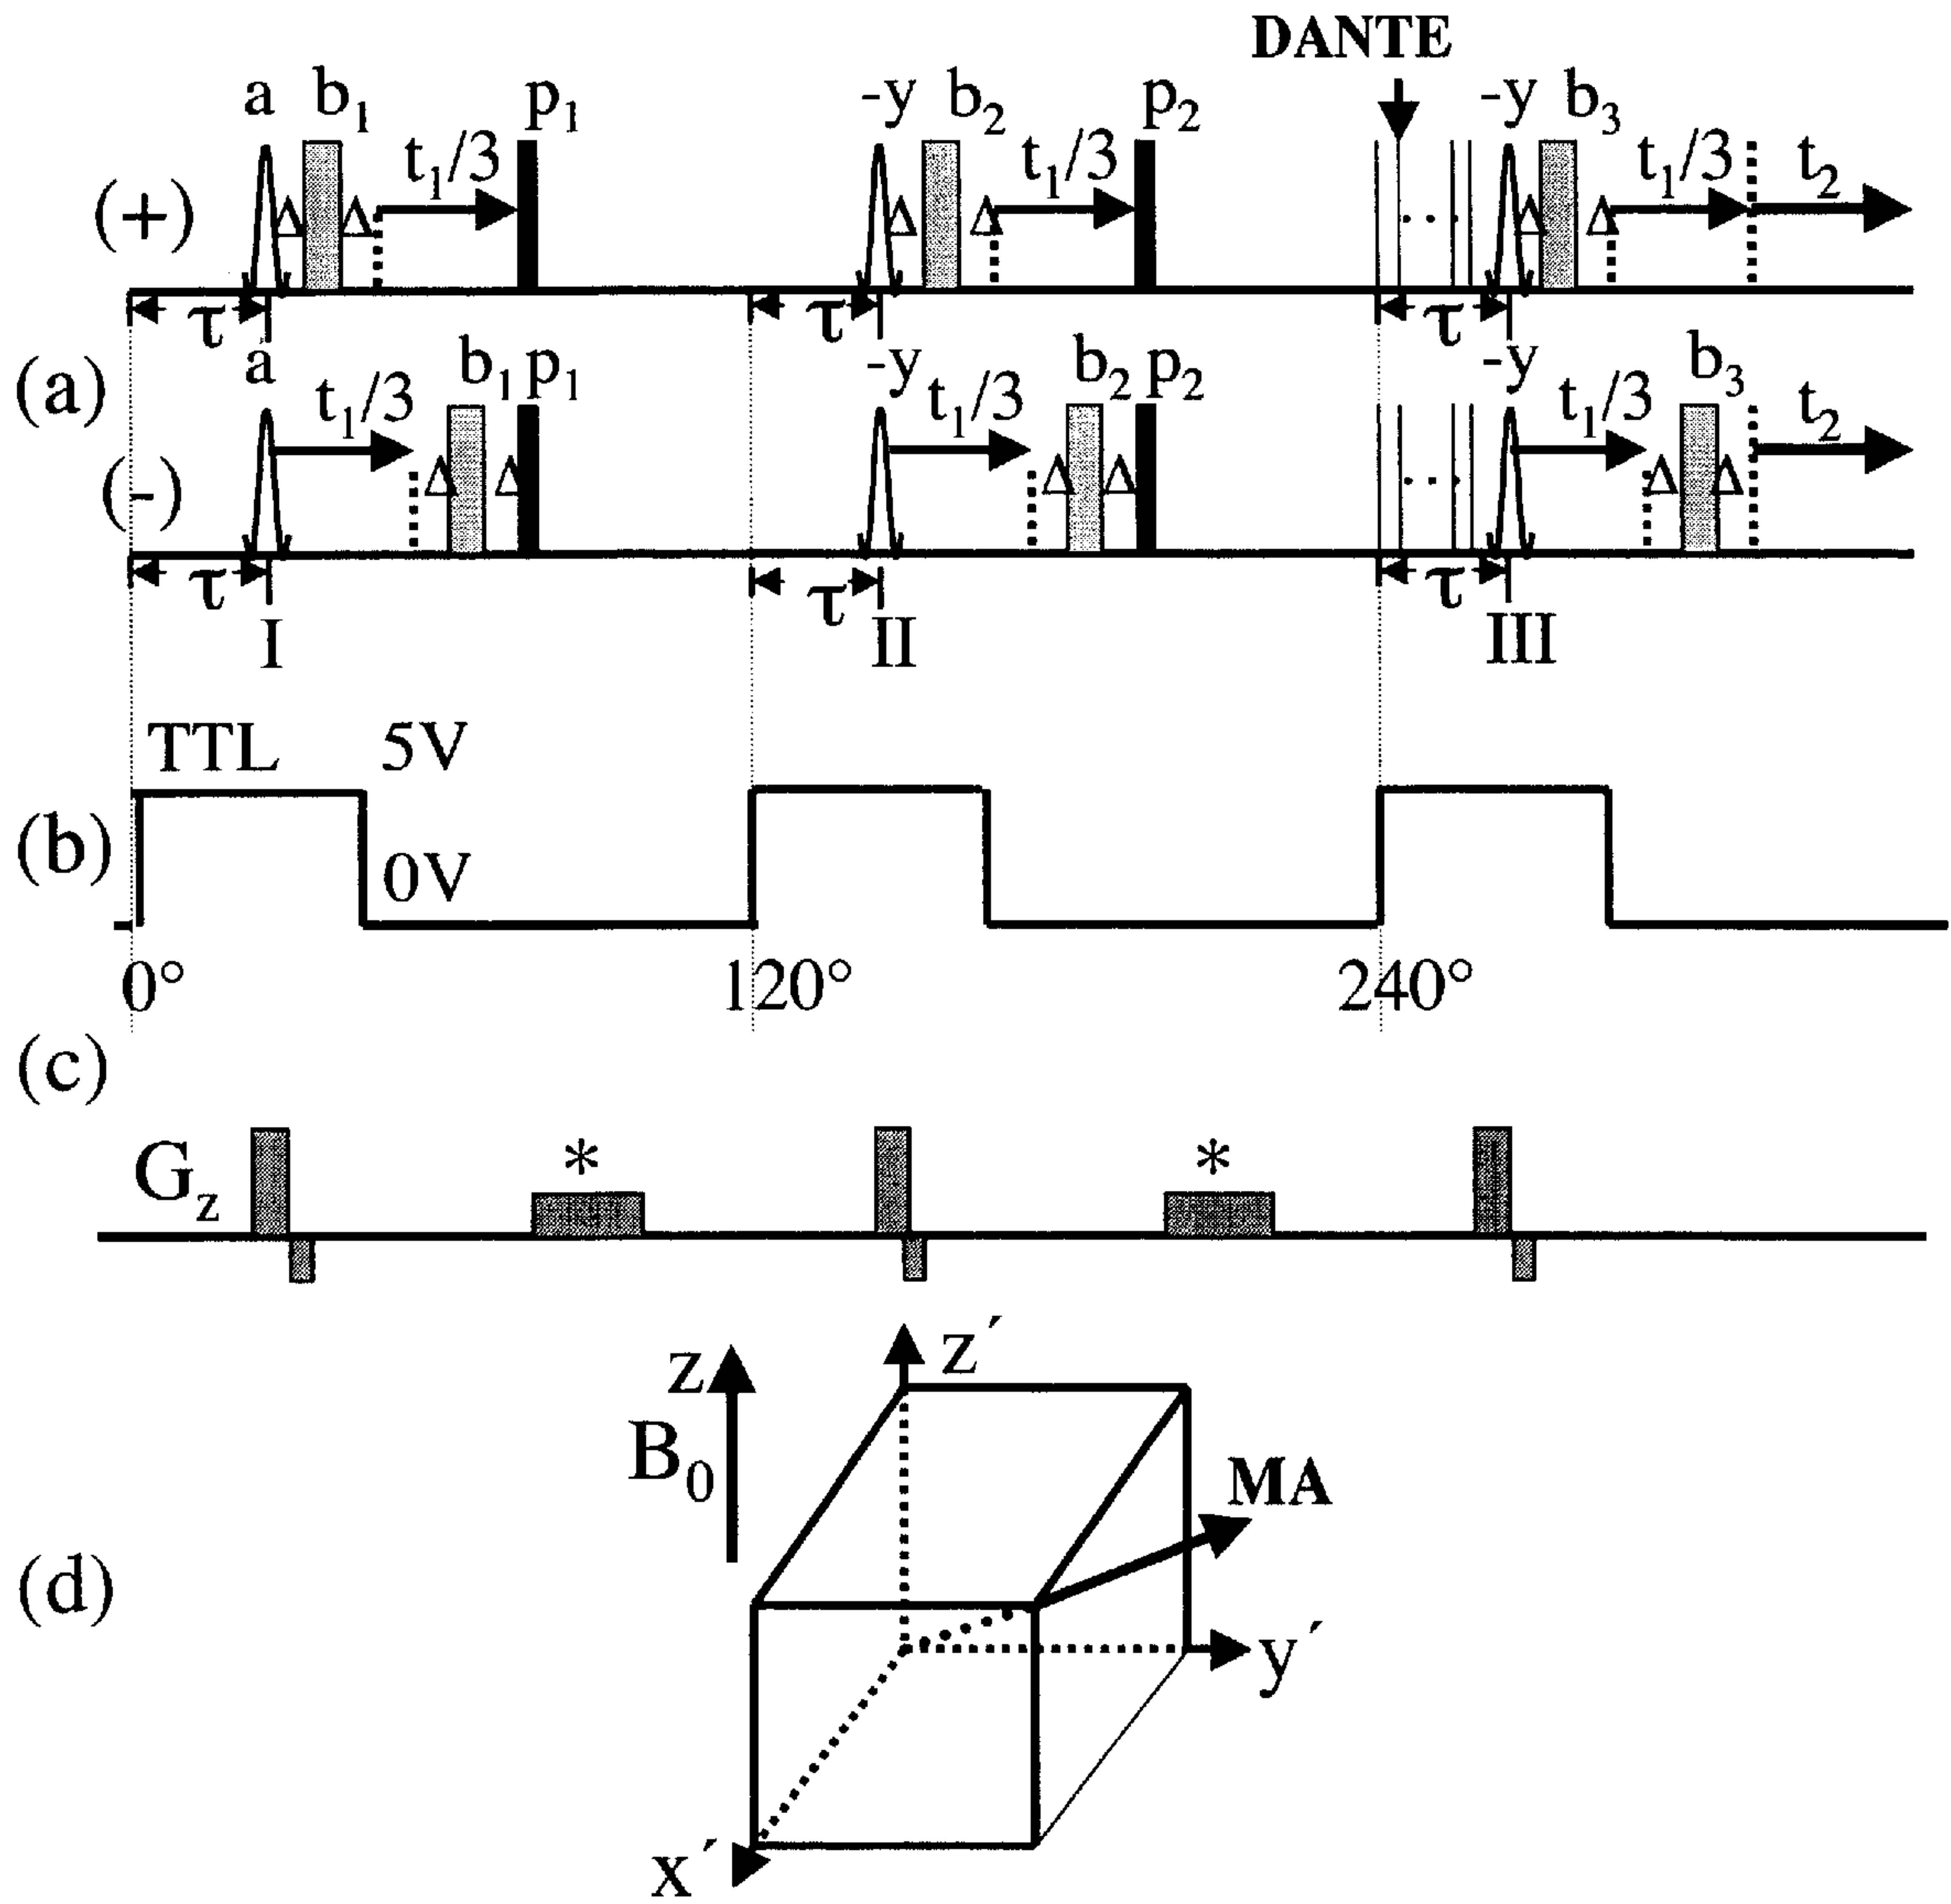 DANTE
a b₁ p₁ -y b₂ p₂ -y b₃
(+) Δ Δ t₁/3 Δ Δ t₁/3 ... Δ Δ t₁/3 t₂
τ τ τ
(a)
a b₁ p₁ -y b₂ p₂ -y b₃
(-) t₁/3 Δ Δ t₁/3 Δ Δ ... t₁/3 Δ Δ t₂
τ τ τ
I II III
TTL 5V
(b) 0V
0° 120° 240°
(c)
G_z * *
z z´
B₀
MA
(d)
y´
x´